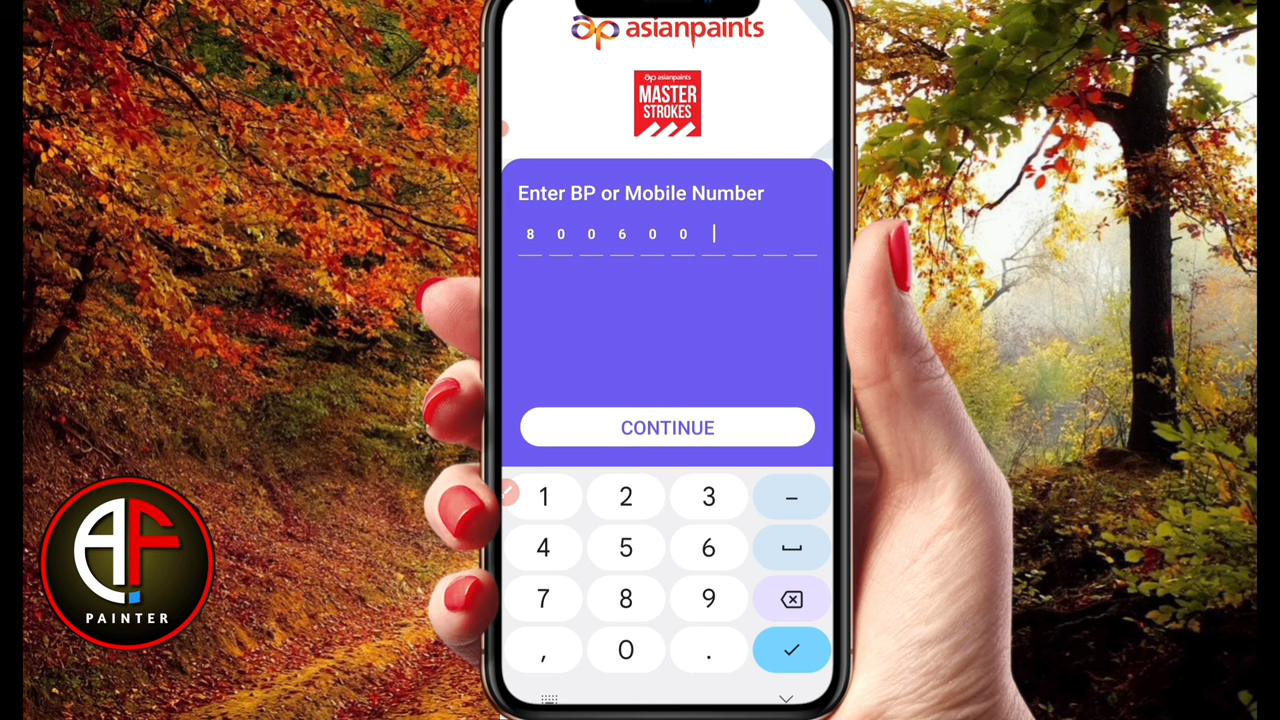 asianpaints
asianpaints
MASTER
STROKES
Enter BP or Mobile Number
8 0 0 6 0 0
CONTINUE
1 2 3 –
4 5 6
7 8 9
, 0 .
AF
PAINTER